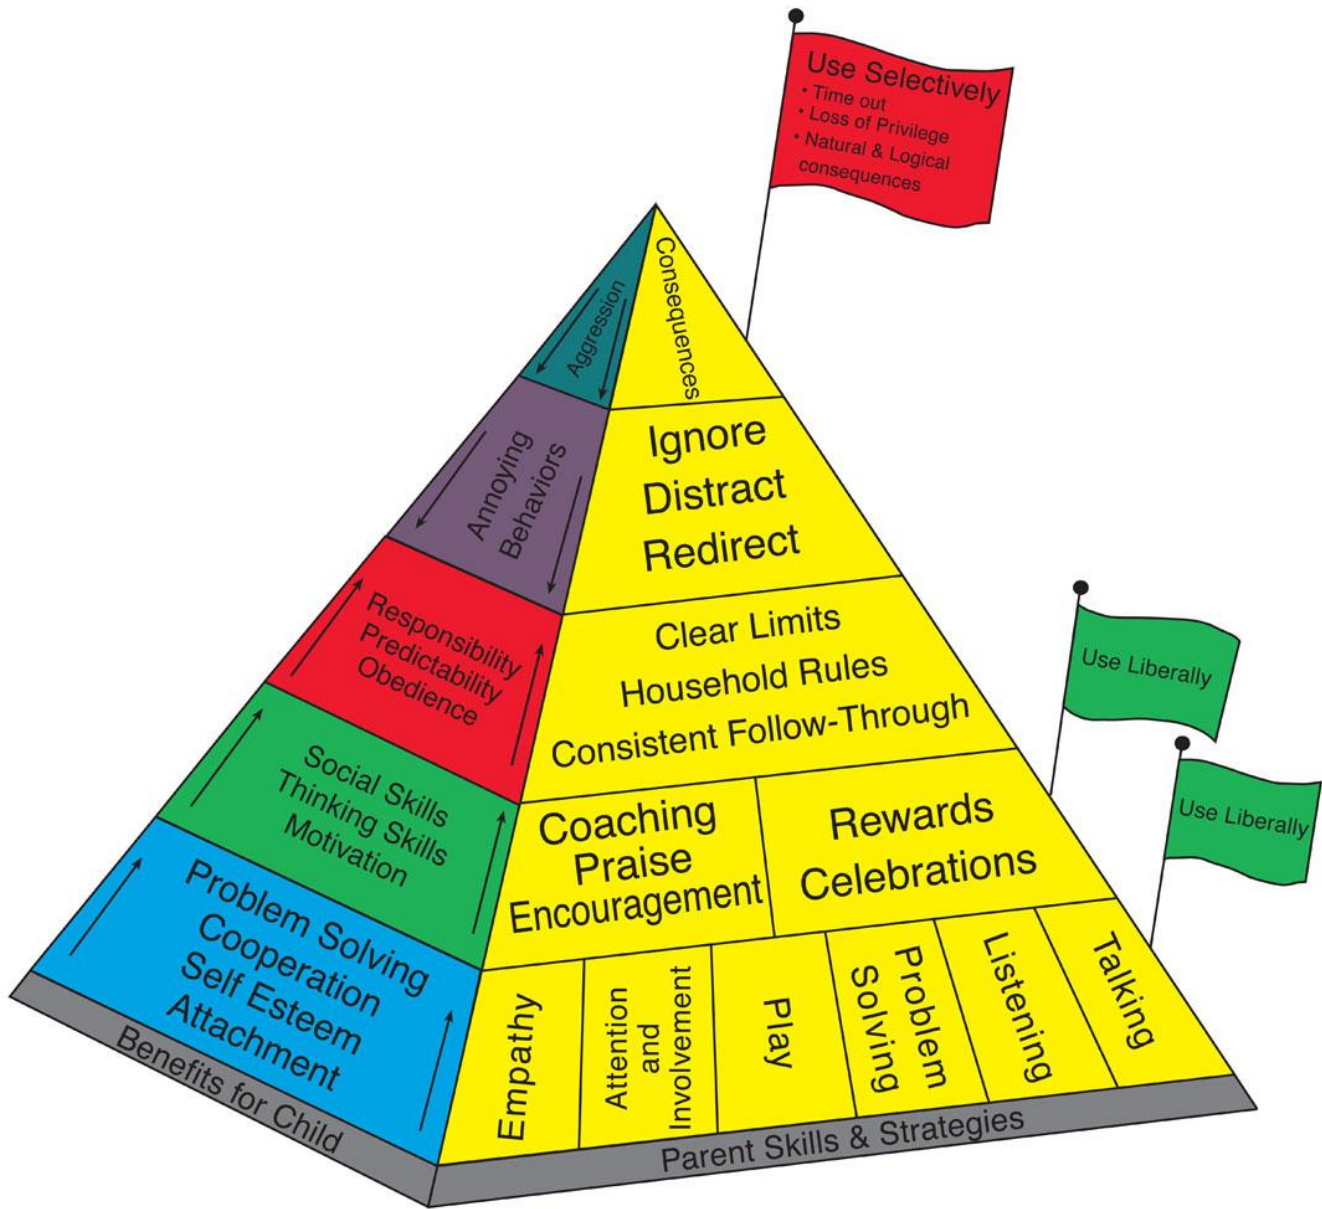 Use Selectively
• Time out
• Loss of Privilege
• Natural & Logical
consequences
Aggression
Consequences
Annoying
Behaviors
Ignore
Distract
Redirect
Responsibility
Predictability
Obedience
Clear Limits
Household Rules
Consistent Follow-Through
Use Liberally
Social Skills
Thinking Skills
Motivation
Coaching
Praise
Encouragement
Rewards
Celebrations
Use Liberally
Problem Solving
Cooperation
Self Esteem
Attachment
Empathy
Attention
and
Involvement
Play
Problem
Solving
Listening
Talking
Benefits for Child
Parent Skills & Strategies